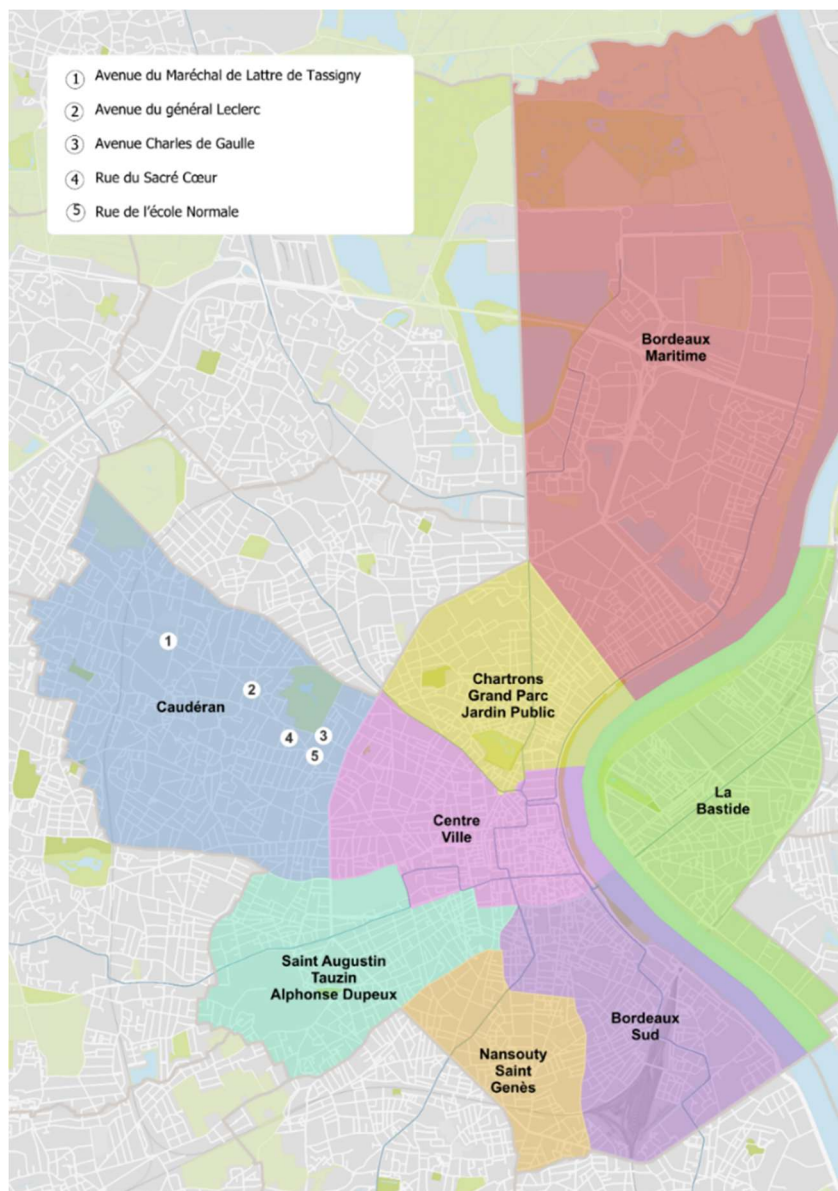 1 Avenue du Maréchal de Lattre de Tassigny
2 Avenue du général Leclerc
3 Avenue Charles de Gaulle
4 Rue du Sacré Cœur
5 Rue de l'école Normale
Bordeaux
Maritime
1
2
Caudéran
4
3
5
Chartrons
Grand Parc
Jardin Public
La
Bastide
Centre
Ville
Saint Augustin
Tauzin
Alphonse Dupeux
Bordeaux
Sud
Nansouty
Saint
Genès